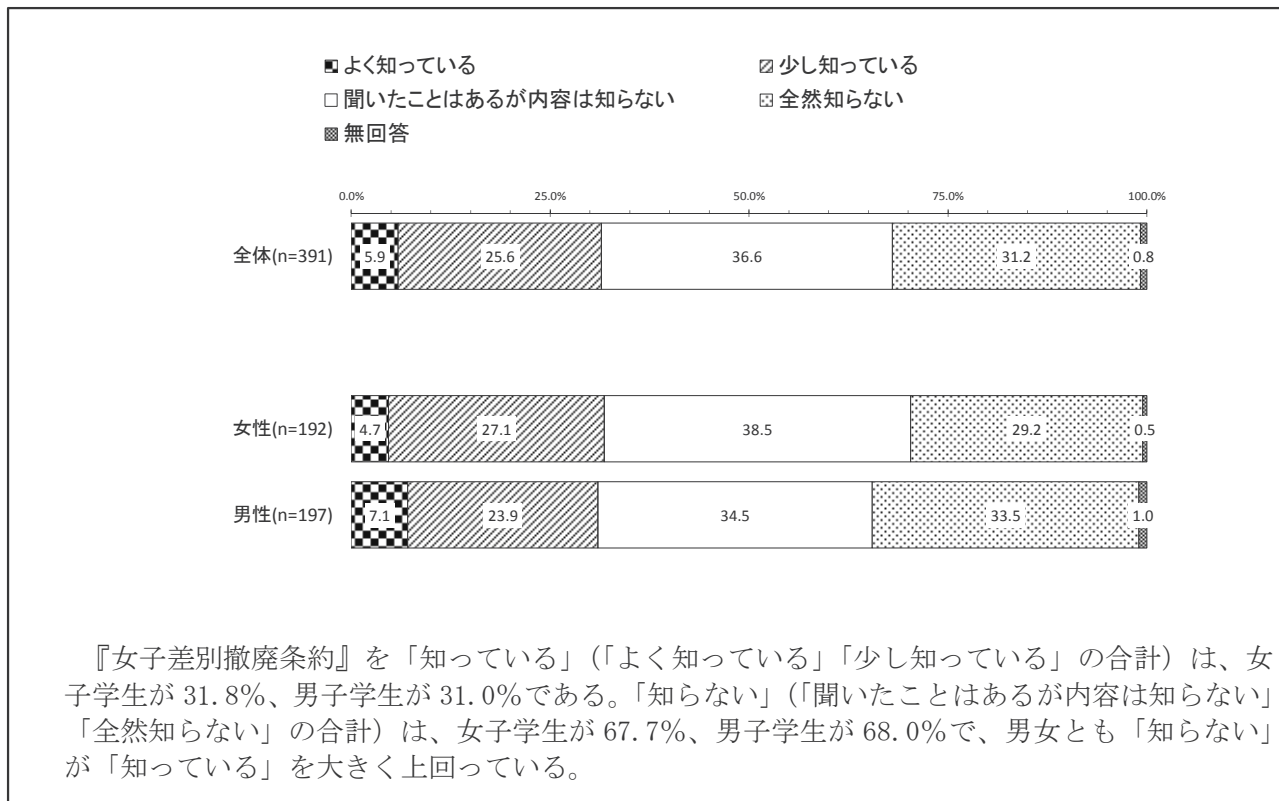 よく知っている 少し知っている
聞いたことはあるが内容は知らない 全然知らない
無回答
0.0% 25.0% 50.0% 75.0% 100.0%
全体(n=391) 5.9 25.6 36.6 31.2 0.8
女性(n=192) 4.7 27.1 38.5 29.2 0.5
男性(n=197) 7.1 23.9 34.5 33.5 1.0
『女子差別撤廃条約』を「知っている」(「よく知っている」「少し知っている」の合計)は、女
子学生が 31.8%、男子学生が 31.0%である。「知らない」(「聞いたことはあるが内容は知らない」
「全然知らない」の合計)は、女子学生が 67.7%、男子学生が 68.0%で、男女とも「知らない」
が「知っている」を大きく上回っている。